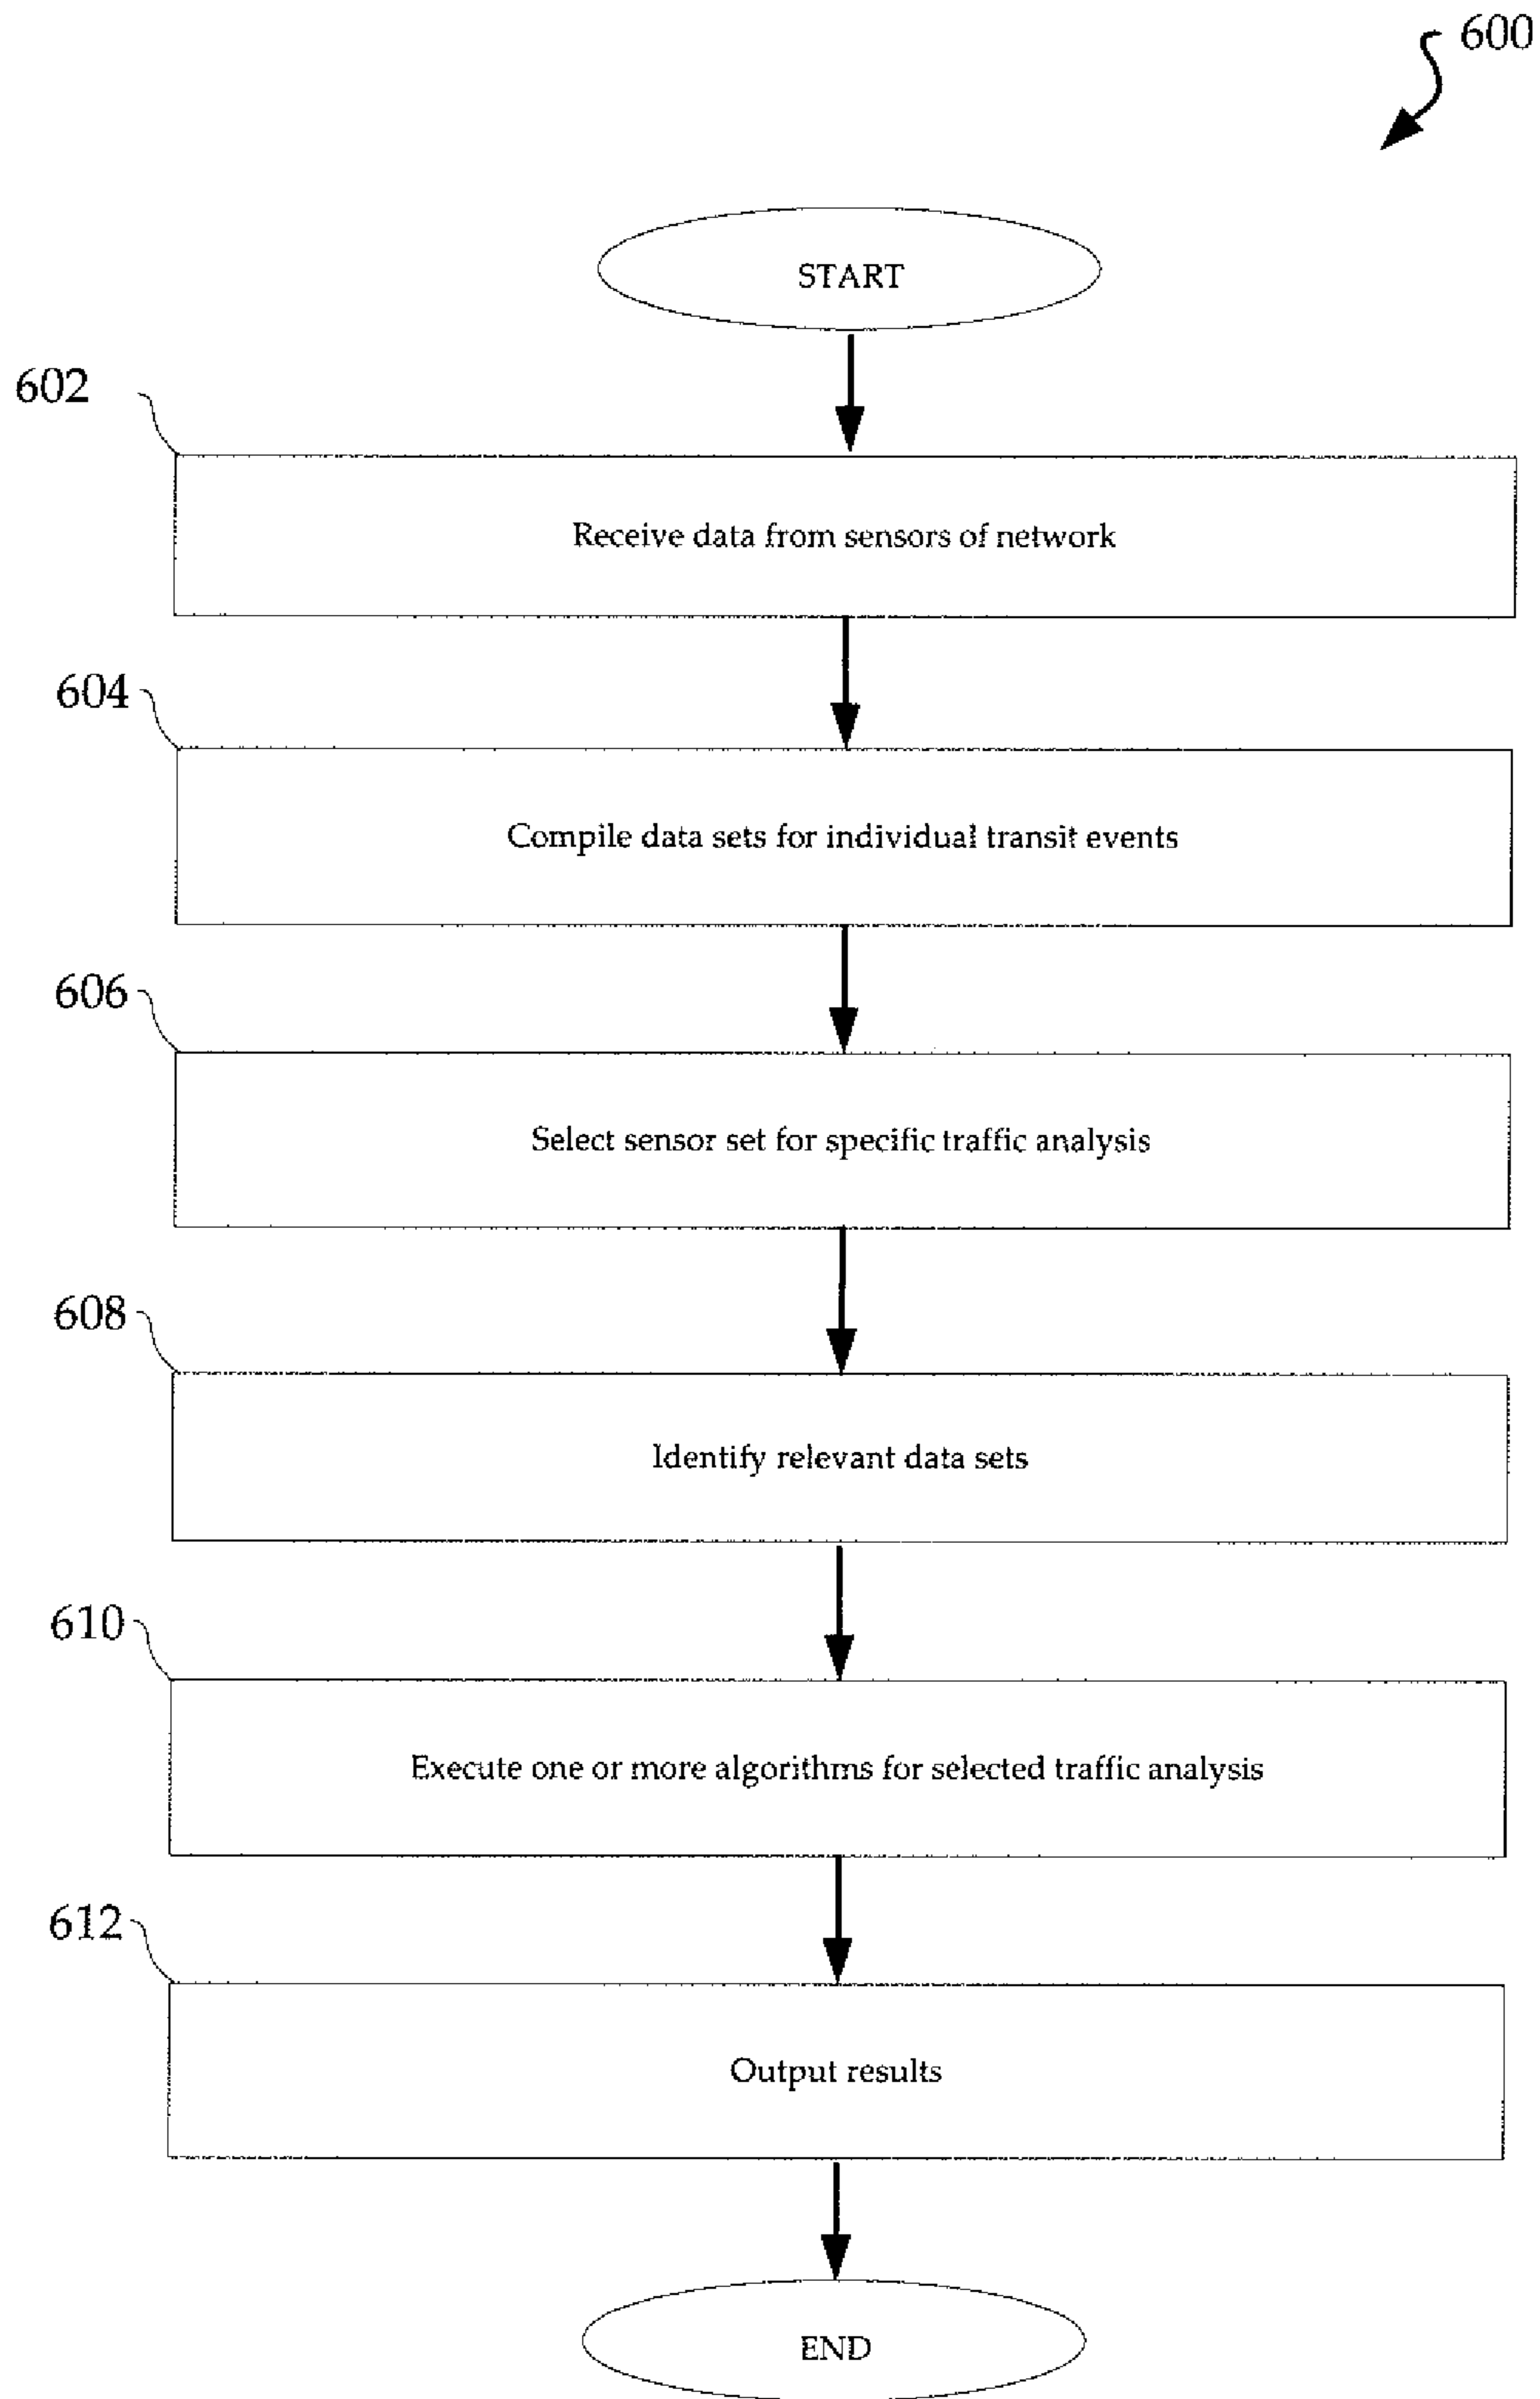 600
START
602
Receive data from sensors of network
604
Compile data sets for individual transit events
606
Select sensor set for specific traffic analysis
608
Identify relevant data sets
610
Execute one or more algorithms for selected traffic analysis
612
Output results
END